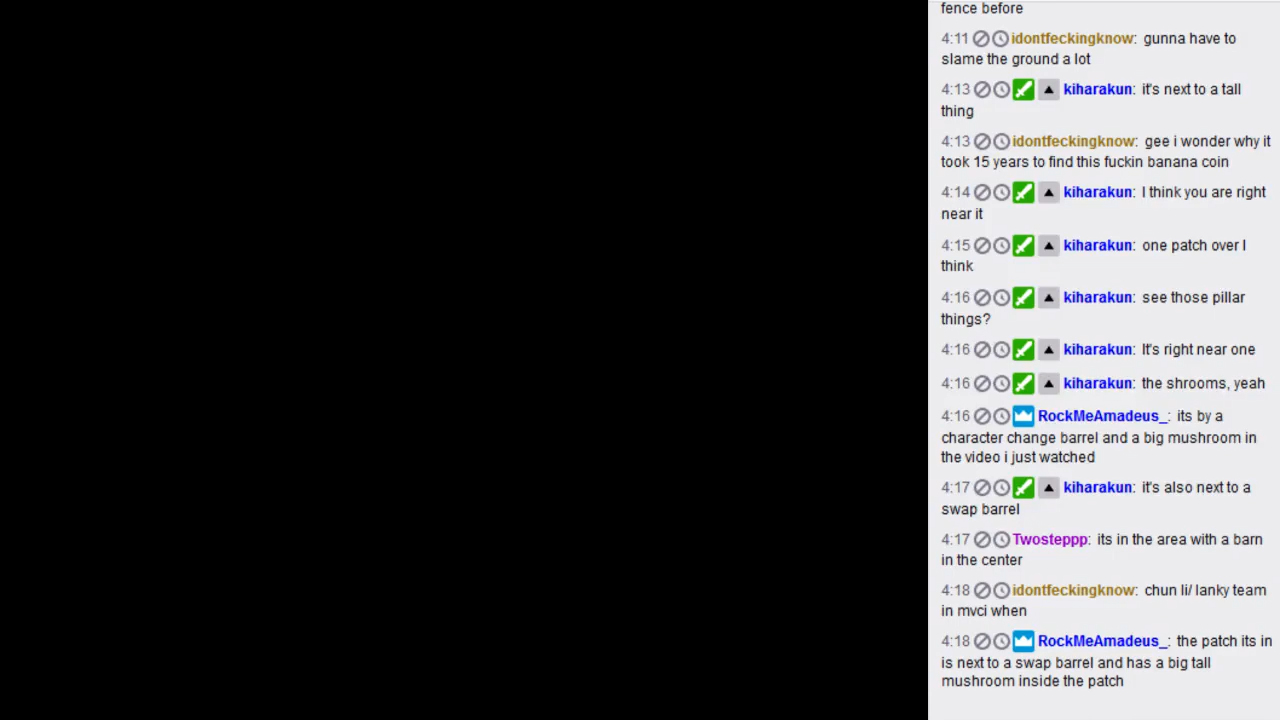 fence before
4:11 idontfeckingknow: gunna have to
slame the ground a lot
4:13 kiharakun: it's next to a tall
thing
4:13 idontfeckingknow: gee i wonder why it
took 15 years to find this fuckin banana coin
4:14 kiharakun: I think you are right
near it
4:15 kiharakun: one patch over I
think
4:16 kiharakun: see those pillar
things?
4:16 kiharakun: It's right near one
4:16 kiharakun: the shrooms, yeah
4:16 RockMeAmadeus_: its by a
character change barrel and a big mushroom in
the video i just watched
4:17 kiharakun: it's also next to a
swap barrel
4:17 Twosteppp: its in the area with a barn
in the center
4:18 idontfeckingknow: chun li/ lanky team
in mvci when
4:18 RockMeAmadeus_: the patch its in
is next to a swap barrel and has a big tall
mushroom inside the patch